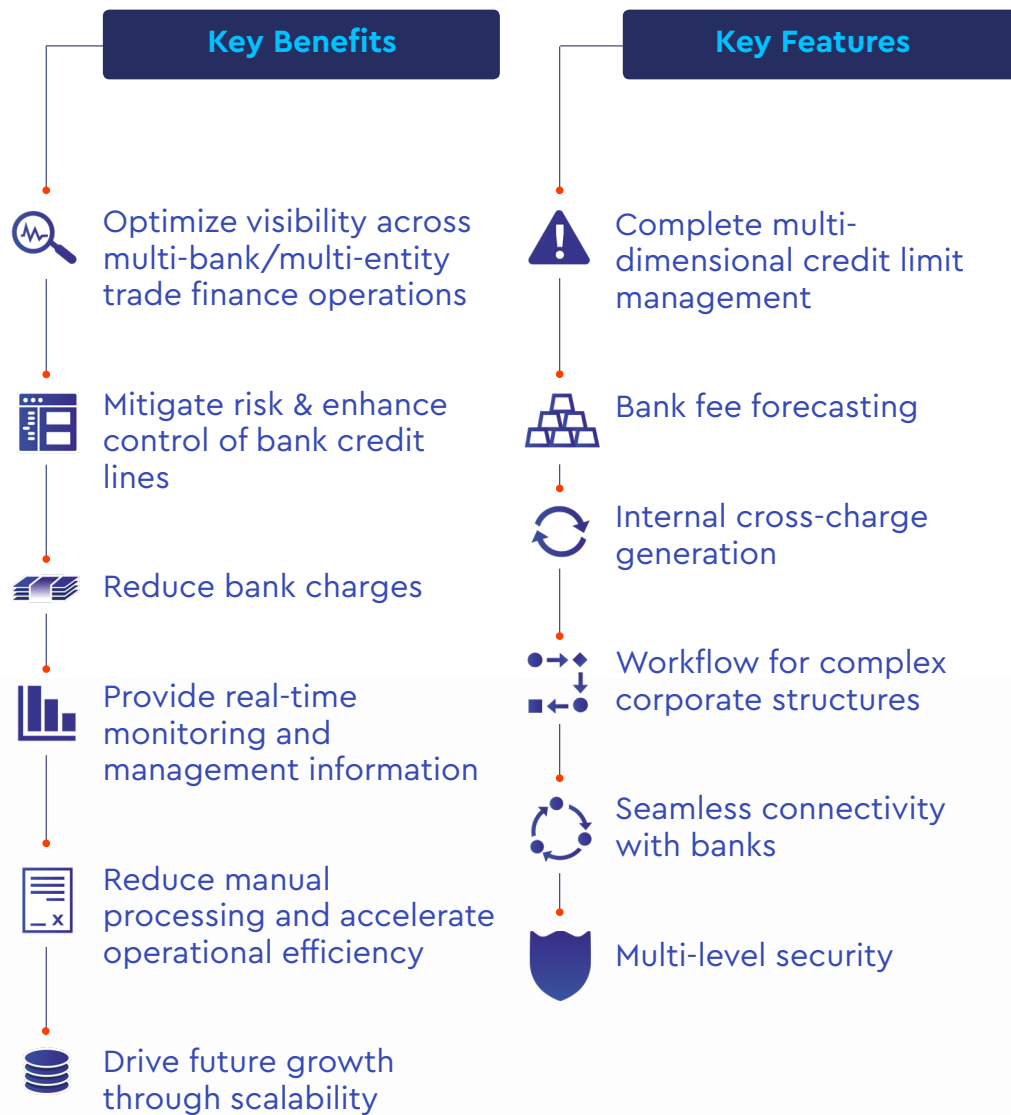 Key Benefits
Optimize visibility across
multi-bank/multi-entity
trade finance operations
Mitigate risk & enhance
control of bank credit
lines
Reduce bank charges
Provide real-time
monitoring and
management information
Reduce manual
processing and accelerate
operational efficiency
Drive future growth
through scalability
Key Features
Complete multi-
dimensional credit limit
management
Bank fee forecasting
Internal cross-charge
generation
Workflow for complex
corporate structures
Seamless connectivity
with banks
Multi-level security